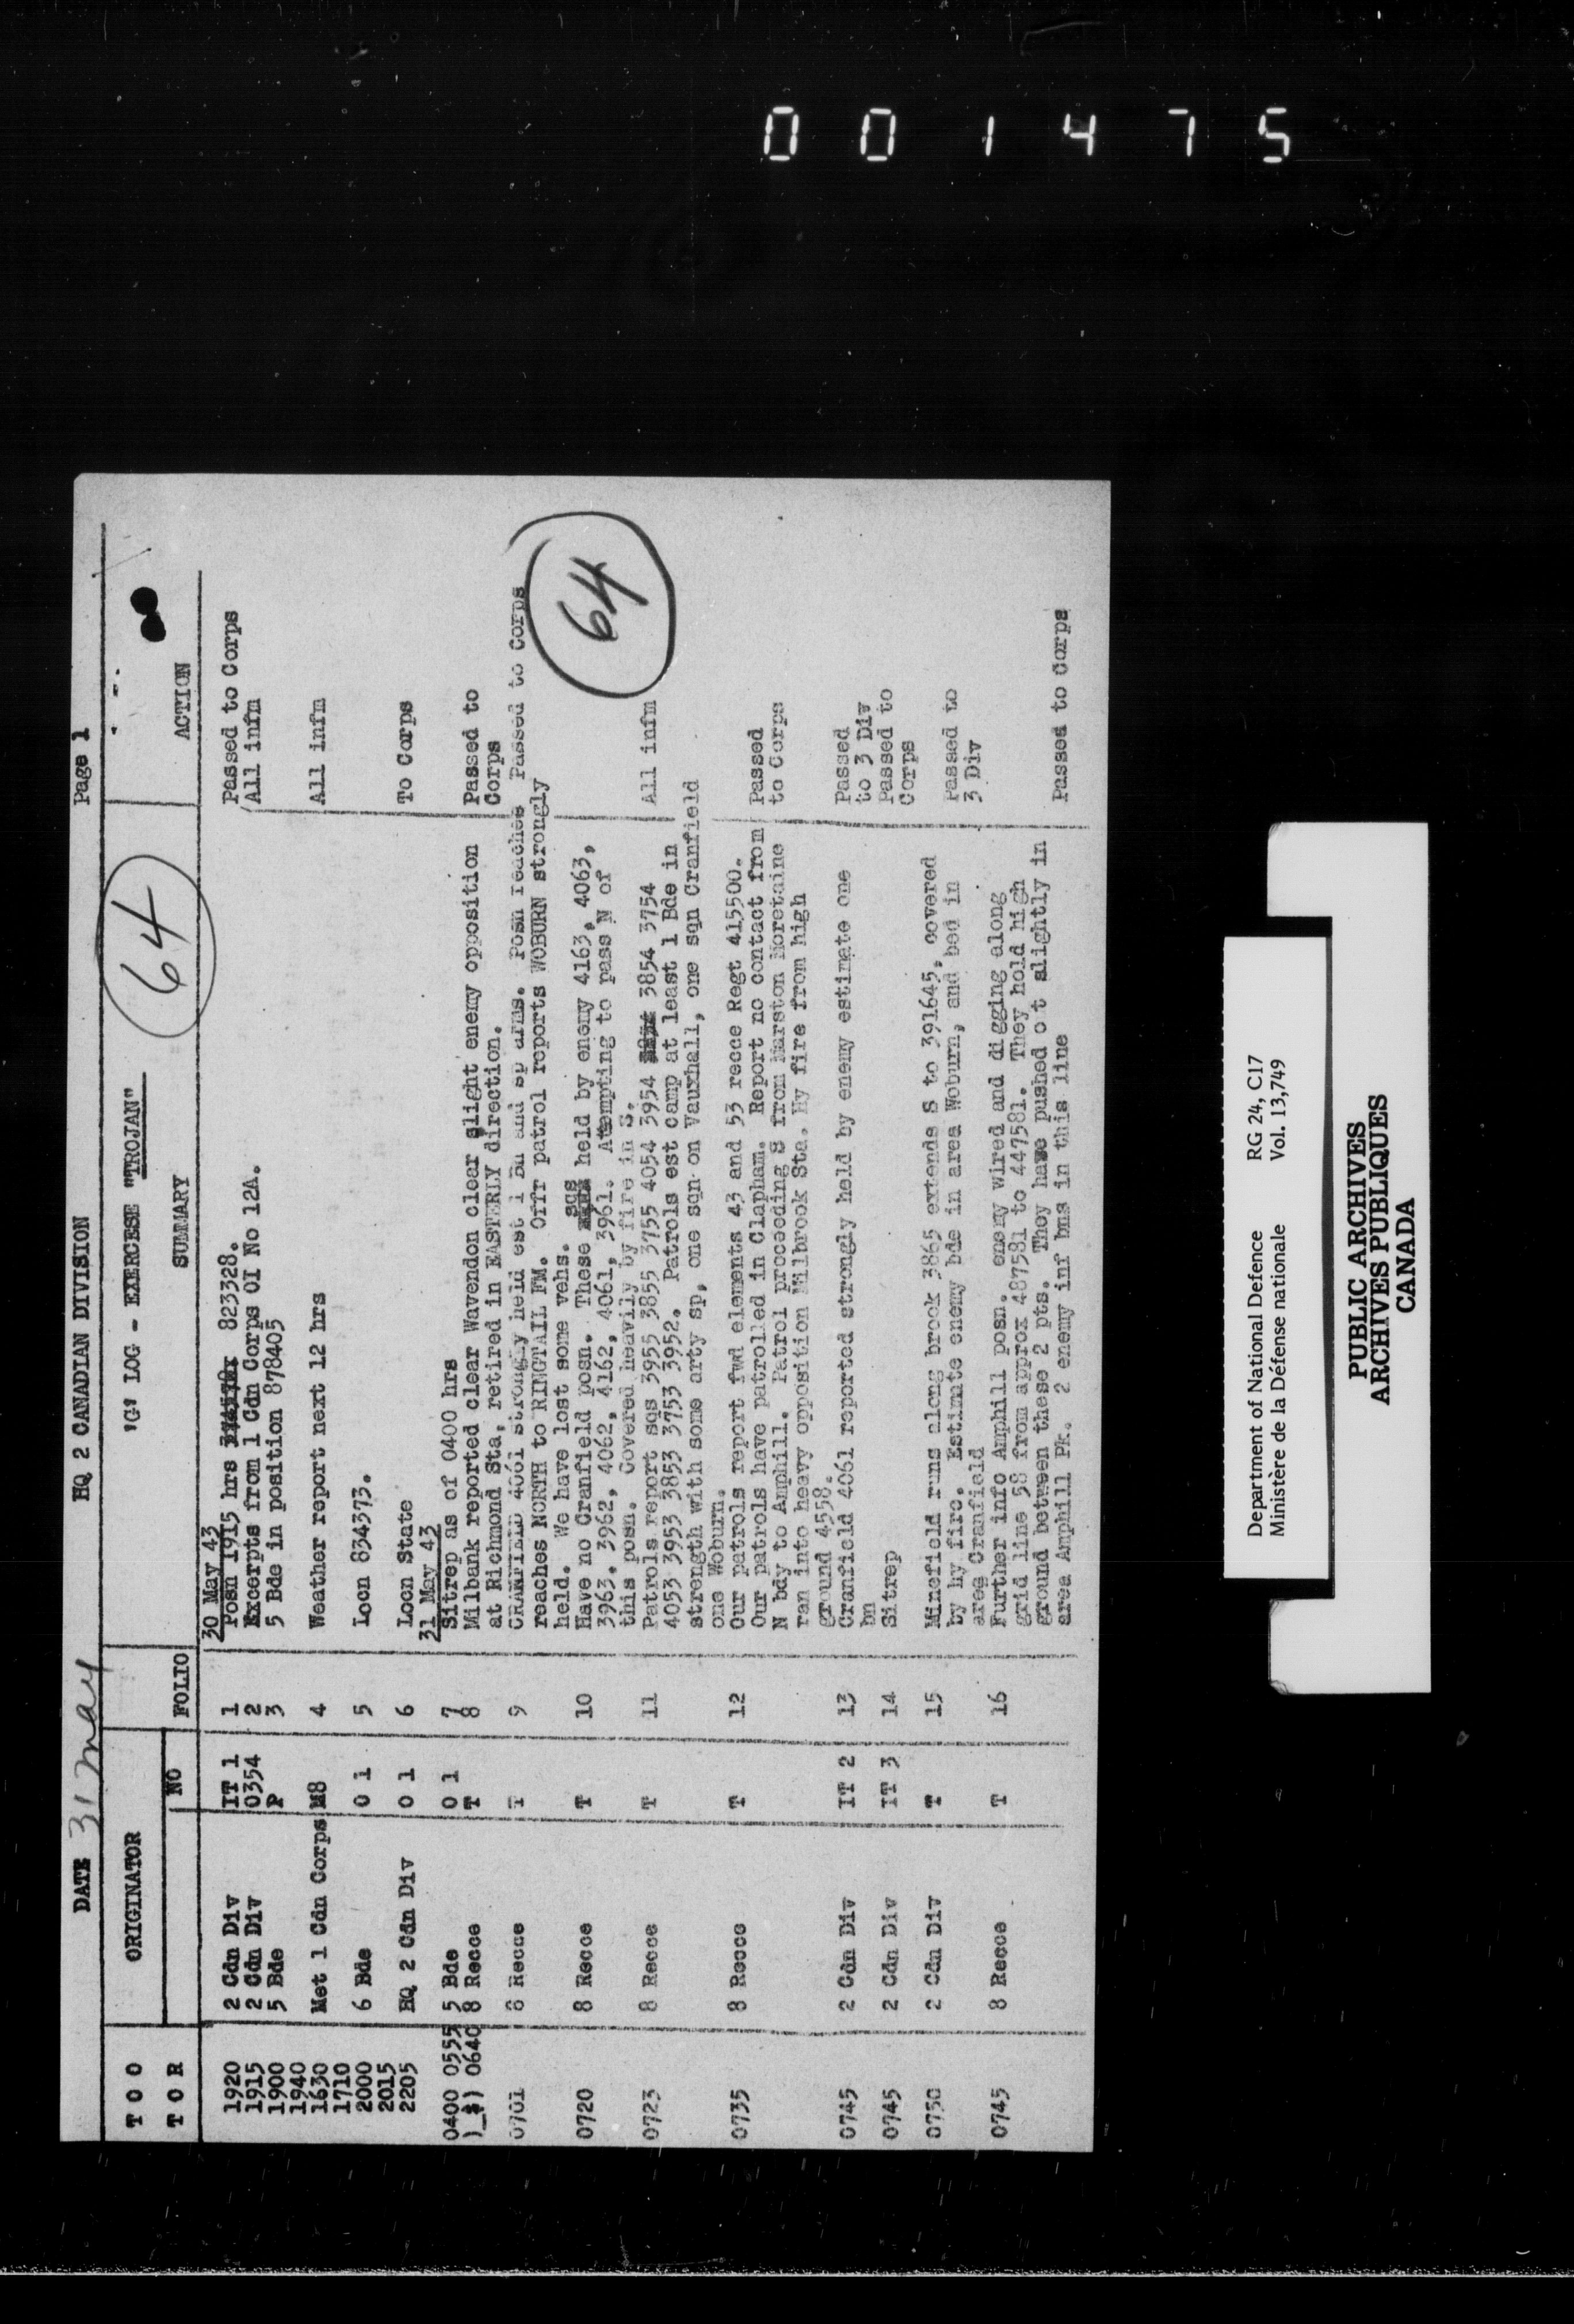 001475
DATE 31 May HQ 2 CANADIAN DIVISION Page 1
'G' LOG - EXERCESE "TROJAN" 64
T O O ORIGINATOR
T O R NO FOLIO SUMMARY ACTION
30 May 43
1920 2 Cdn Div IT 1 1 Posn 1915 hrs 823328. Passed to Corps
1915 2 Cdn Div O354 2 Excerpts from 1 Cdn Corps OI No 12A. All infm
1900 5 Bde P 3 5 Bde in position 878405
1940
1630 Met 1 Cdn Corps M8 4 Weather report next 12 hrs All infm
1710
2000 6 Bde O 1 5 Locn 834373.
2015
2205 HQ 2 Cdn Div O 1 6 Locn State To Corps
31 May 43
0400 0555 5 Bde O 1 7 Sitrep as of 0400 hrs
0640 8 Recce T 8 Milbank reported clear Wavendon clear slight enemy opposition Passed to
at Richmond Sta, retired in EASTERLY direction. Corps
0701 8 Recce T 9 CRANFIELD 4061 strongly held est 1 Bn and sp arms. Posn reaches Passed to Corps
reaches NORTH to RINGTAIL FM. Offr patrol reports WOBURN strongly
held. We have lost some vehs.
0720 8 Recce T 10 Have no Cranfield posn. These sqs held by enemy 4163, 4063,
3963, 3962, 4062, 4162, 4061, 3961. Attempting to pass N of
this posn. Covered heavily by fire in S.
64
0723 8 Recce T 11 Patrols report sqs 3955 3855 3755 4054 3954 3854 3754 All infm
4053 3953 3853 3753 3952. Patrols est camp at least 1 Bde in
strength with some arty sp, one sqn on Vauxhall, one sqn Cranfield
one Woburn.
0735 8 Recce T 12 Our patrols report fwd elements 43 and 53 recce Regt 415500. Passed
Our patrols have patrolled in Clapham. Report no contact from to Corps
N bdy to Amphill. Patrol proceeding S from Marston Moretaine
ran into heavy opposition Milbrook Sta. Hy fire from high
ground 4558.
0745 2 Cdn Div IT 2 13 Cranfield 4061 reported strongly held by enemy estimate one Passed
bn to 3 Div
0745 2 Cdn Div IT 3 14 Sitrep Passed to
Corps
0750 2 Cdn Div T 15 Minefield runs along brook 3865 extends S to 391645, covered Passed to
by hy fire. Estimate enemy bde in area Woburn, and bed in 3 Div
area Cranfield
0745 8 Recce T 16 Further info Amphill posn. enemy wired and digging along
grid line 58 from approx 487581 to 447581. They hold high
ground between these 2 pts. They have pushed o t slightly in
area Amphill Pk. 2 enemy inf bns in this line Passed to Corps
Department of National Defence RG 24, C17
Ministère de la Défense nationale Vol. 13,749
PUBLIC ARCHIVES
ARCHIVES PUBLIQUES
CANADA